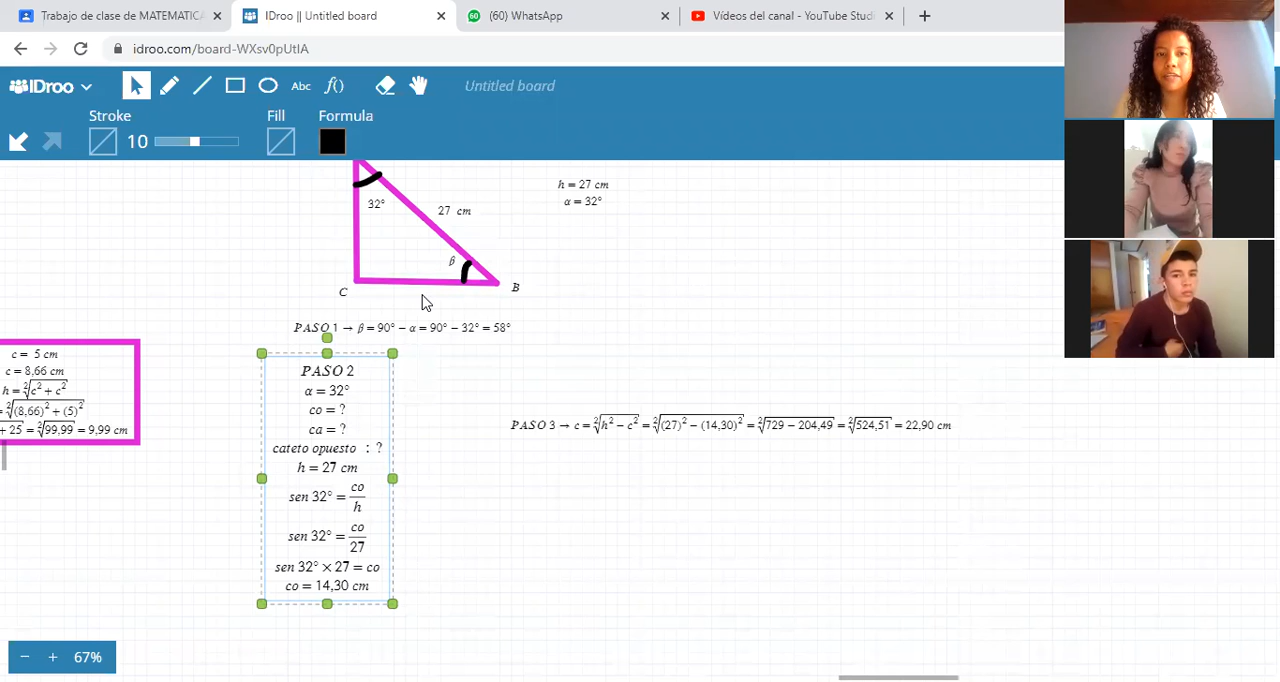 Trabajo de clase de MATEMATICA
IDroo || Untitled board
(60) WhatsApp
Vídeos del canal - YouTube Stud
idroo.com/board-WXsv0pUtIA
IDroo
Abc
f()
Untitled board
Stroke
Fill
Formula
10
32°
27 cm
β
C
B
h = 27 cm
α = 32°
PASO 1 → β = 90° − α = 90° − 32° = 58°
c = 5 cm
c = 8,66 cm
h = ²√(c² + c²)
= ²√((8,66)² + (5)²)
+ 25 = ²√99,99 = 9,99 cm
PASO 2
α = 32°
co = ?
ca = ?
cateto opuesto : ?
h = 27 cm
sen 32° = co/h
sen 32° = co/27
sen 32° × 27 = co
co = 14,30 cm
PASO 3 → c = ²√(h² − c²) = ²√((27)² − (14,30)²) = ²√(729 − 204,49) = ²√524,51 = 22,90 cm
67%